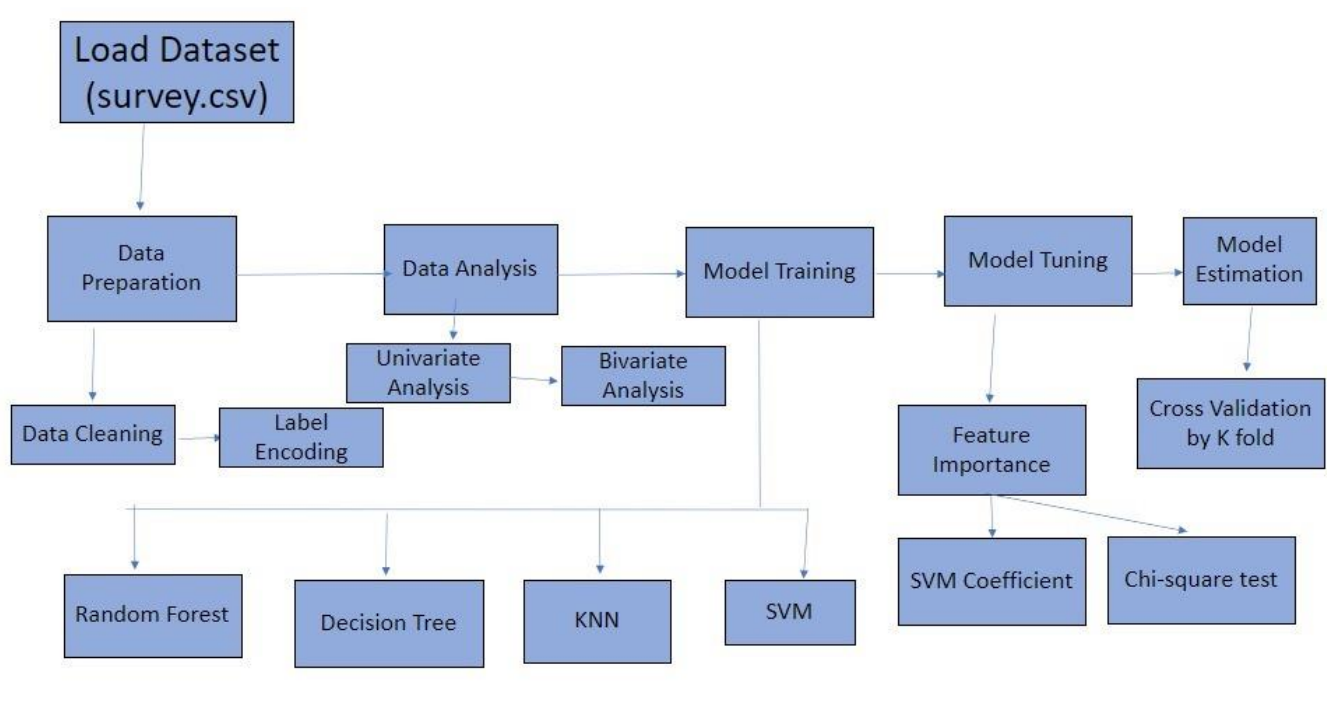 Load Dataset
(survey.csv)
Data
Preparation
Data Analysis
Model Training
Model Tuning
Model
Estimation
Univariate
Analysis
Bivariate
Analysis
Data Cleaning
Label
Encoding
Feature
Importance
Cross Validation
by K fold
Random Forest
Decision Tree
KNN
SVM
SVM Coefficient
Chi-square test